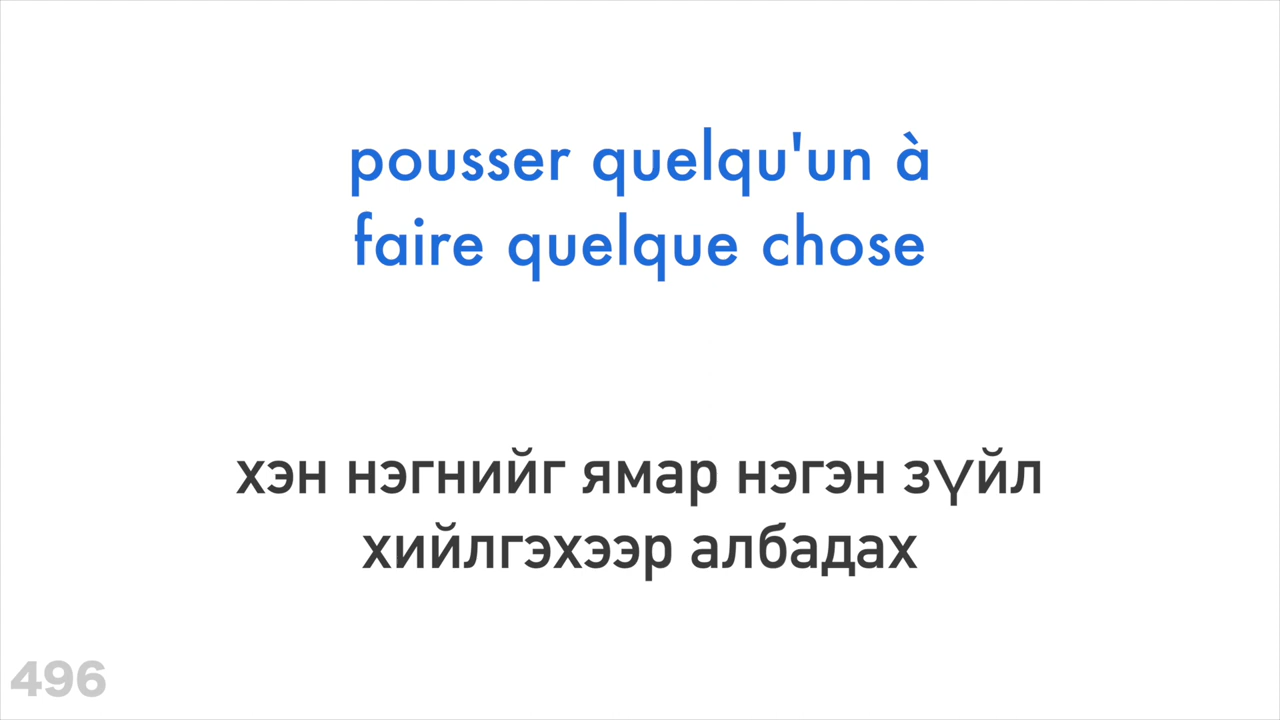 pousser quelqu'un à
faire quelque chose
хэн нэгнийг ямар нэгэн зүйл
хийлгэхээр албадах
496